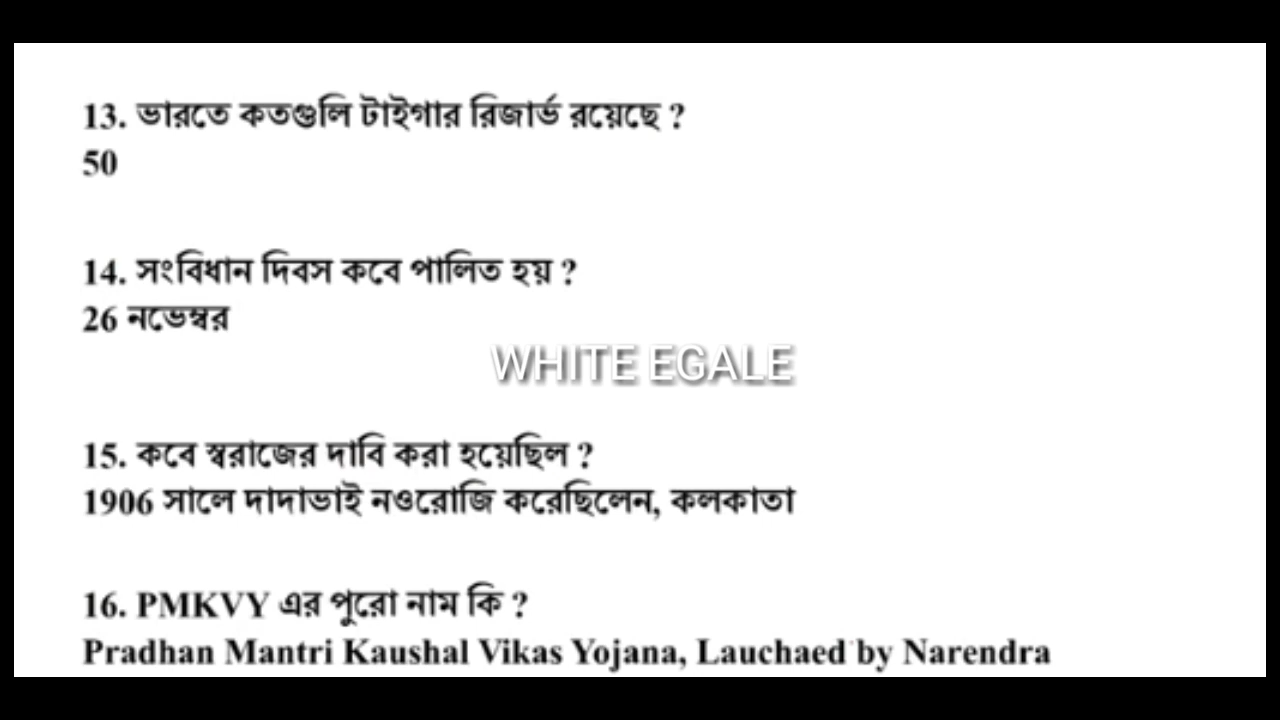 13. ভারতে কতগুলি টাইগার রিজার্ভ রয়েছে ?
50
14. সংবিধান দিবস কবে পালিত হয় ?
26 নভেম্বর
WHITE EGALE
15. কবে স্বরাজের দাবি করা হয়েছিল ?
1906 সালে দাদাভাই নওরোজি করেছিলেন, কলকাতা
16. PMKVY এর পুরো নাম কি ?
Pradhan Mantri Kaushal Vikas Yojana, Lauchaed by Narendra